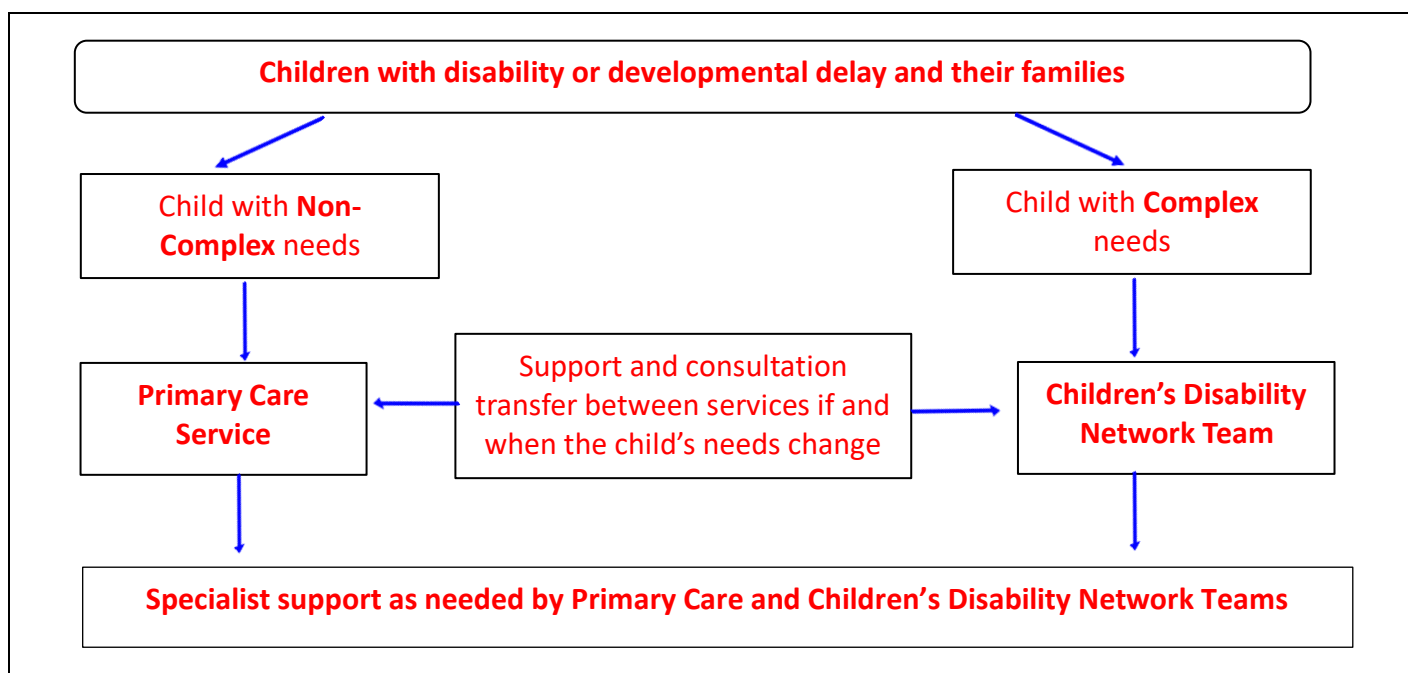 Children with disability or developmental delay and their families
Child with Non-
Complex needs
Child with Complex
needs
Primary Care
Service
Support and consultation
transfer between services if and
when the child’s needs change
Children’s Disability
Network Team
Specialist support as needed by Primary Care and Children’s Disability Network Teams